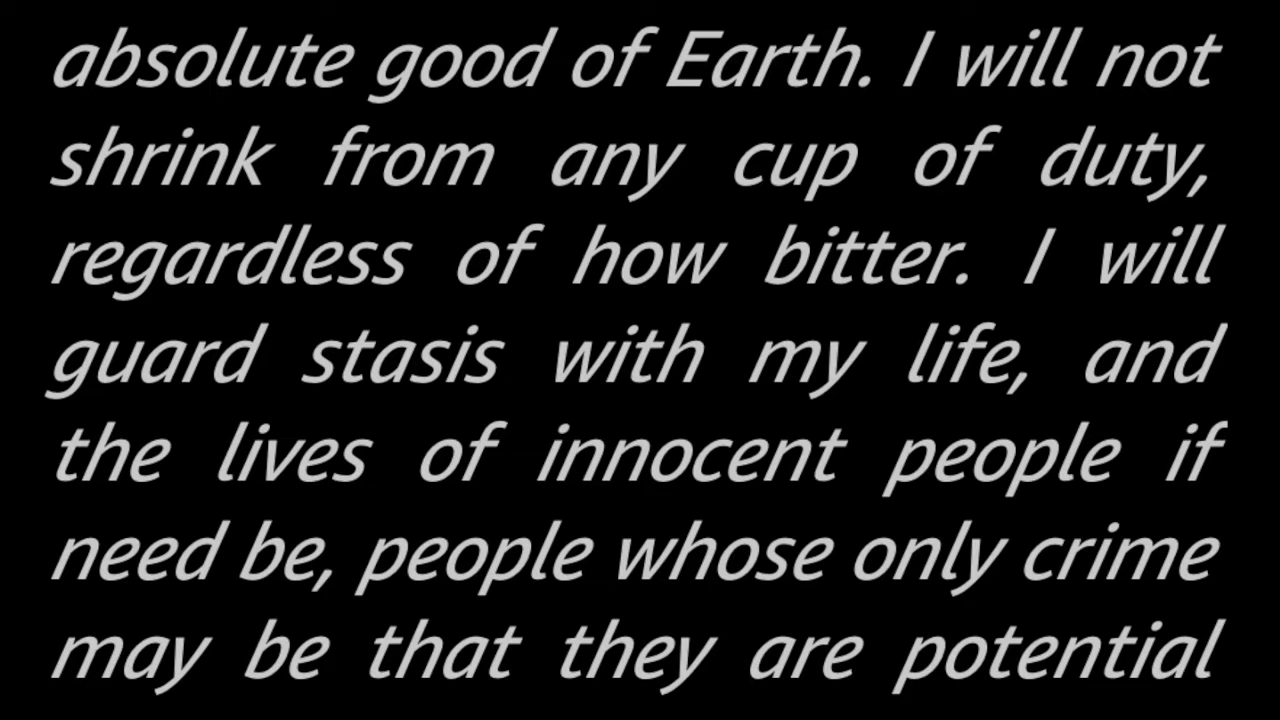 absolute good of Earth. I will not
shrink from any cup of duty,
regardless of how bitter. I will
guard stasis with my life, and
the lives of innocent people if
need be, people whose only crime
may be that they are potential